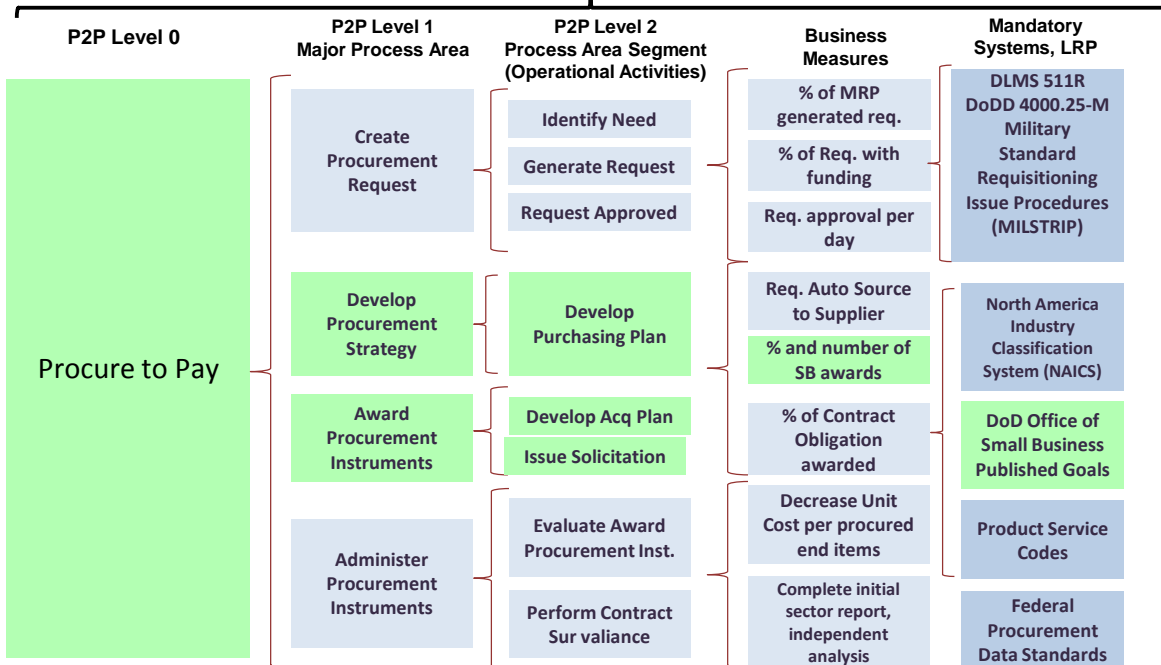 P2P Level 0
P2P Level 1
Major Process Area
P2P Level 2
Process Area Segment
(Operational Activities)
Business
Measures
Mandatory
Systems, LRP
Procure to Pay
Create
Procurement
Request
Develop
Procurement
Strategy
Award
Procurement
Instruments
Administer
Procurement
Instruments
Identify Need
Generate Request
Request Approved
Develop
Purchasing Plan
Develop Acq Plan
Issue Solicitation
Evaluate Award
Procurement Inst.
Perform Contract
Sur valiance
% of MRP
generated req.
% of Req. with
funding
Req. approval per
day
Req. Auto Source
to Supplier
% and number of
SB awards
% of Contract
Obligation
awarded
Decrease Unit
Cost per procured
end items
Complete initial
sector report,
independent
analysis
DLMS 511R
DoDD 4000.25-M
Military
Standard
Requisitioning
Issue Procedures
(MILSTRIP)
North America
Industry
Classification
System (NAICS)
DoD Office of
Small Business
Published Goals
Product Service
Codes
Federal
Procurement
Data Standards